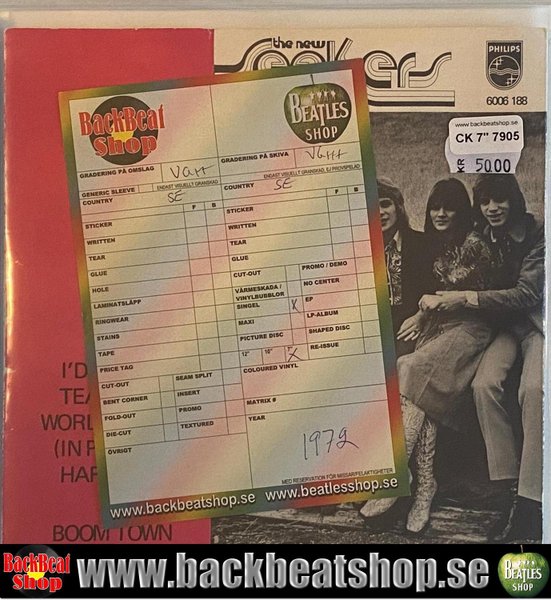 the new
Seekers
PHILIPS
6006 188
www.backbeatshop.se
CK 7" 7905
KR 5000
BackBeat
Shop
BEATLES
SHOP
GRADERING PÅ OMSLAG
GRADERING PÅ SKIVA
GENERIC SLEEVE
ENDAST VISUELLT GRANSKAD
ENDAST VISUELLT GRANSKAD, EJ PROVSPELAD
COUNTRY SE
COUNTRY SE
F B
F B
STICKER
STICKER
WRITTEN
WRITTEN
TEAR
TEAR
GLUE
GLUE
HOLE
CUT-OUT
PROMO / DEMO
LAMINATSLÄPP
VÄRMESKADA /
VINYLBUBBLOR
NO CENTER
RINGWEAR
SINGEL X
EP
STAINS
MAXI
LP-ALBUM
TAPE
PICTURE DISC
SHAPED DISC
PRICE TAG
12" 10" 7" X
RE-ISSUE
CUT-OUT
SEAM SPLIT
COLOURED VINYL
BENT CORNER
INSERT
FOLD-OUT
PROMO
MATRIX #
DIE-CUT
TEXTURED
YEAR
ÖVRIGT
1972
MED RESERVATION FÖR MISSAR/FELAKTIGHETER
www.backbeatshop.se www.beatlesshop.se
I'D
TEA
WORL
(IN P
HAR
BOOM TOWN
BackBeat
Shop
www.backbeatshop.se
BEATLES
SHOP